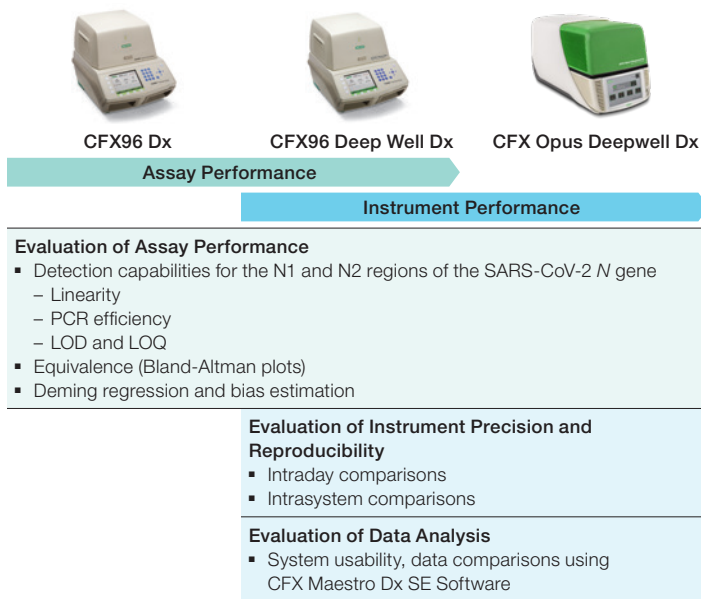 CFX96 Dx
CFX96 Deep Well Dx
CFX Opus Deepwell Dx
Assay Performance
Instrument Performance
Evaluation of Assay Performance
▪ Detection capabilities for the N1 and N2 regions of the SARS-CoV-2 N gene
– Linearity
– PCR efficiency
– LOD and LOQ
▪ Equivalence (Bland-Altman plots)
▪ Deming regression and bias estimation
Evaluation of Instrument Precision and
Reproducibility
▪ Intraday comparisons
▪ Intrasystem comparisons
Evaluation of Data Analysis
▪ System usability, data comparisons using
CFX Maestro Dx SE Software